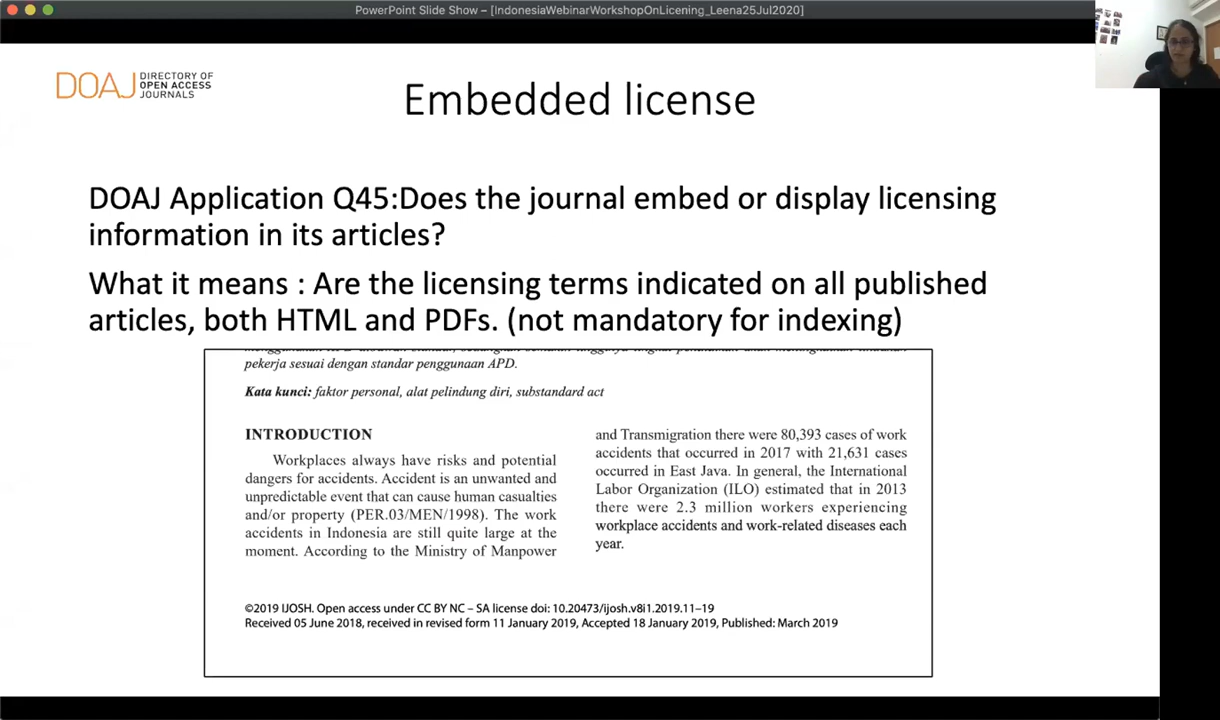 PowerPoint Slide Show – [IndonesiaWebinarWorkshopOnLicening_Leena25Jul2020]
DOAJ
DIRECTORY OF
OPEN ACCESS
JOURNALS
Embedded license
DOAJ Application Q45:Does the journal embed or display licensing
information in its articles?
What it means : Are the licensing terms indicated on all published
articles, both HTML and PDFs. (not mandatory for indexing)
pekerja sesuai dengan standar penggunaan APD.
Kata kunci: faktor personal, alat pelindung diri, substandard act
INTRODUCTION
Workplaces always have risks and potential
dangers for accidents. Accident is an unwanted and
unpredictable event that can cause human casualties
and/or property (PER.03/MEN/1998). The work
accidents in Indonesia are still quite large at the
moment. According to the Ministry of Manpower
and Transmigration there were 80,393 cases of work
accidents that occurred in 2017 with 21,631 cases
occurred in East Java. In general, the International
Labor Organization (ILO) estimated that in 2013
there were 2.3 million workers experiencing
workplace accidents and work-related diseases each
year.
©2019 IJOSH. Open access under CC BY NC – SA license doi: 10.20473/ijosh.v8i1.2019.11–19
Received 05 June 2018, received in revised form 11 January 2019, Accepted 18 January 2019, Published: March 2019